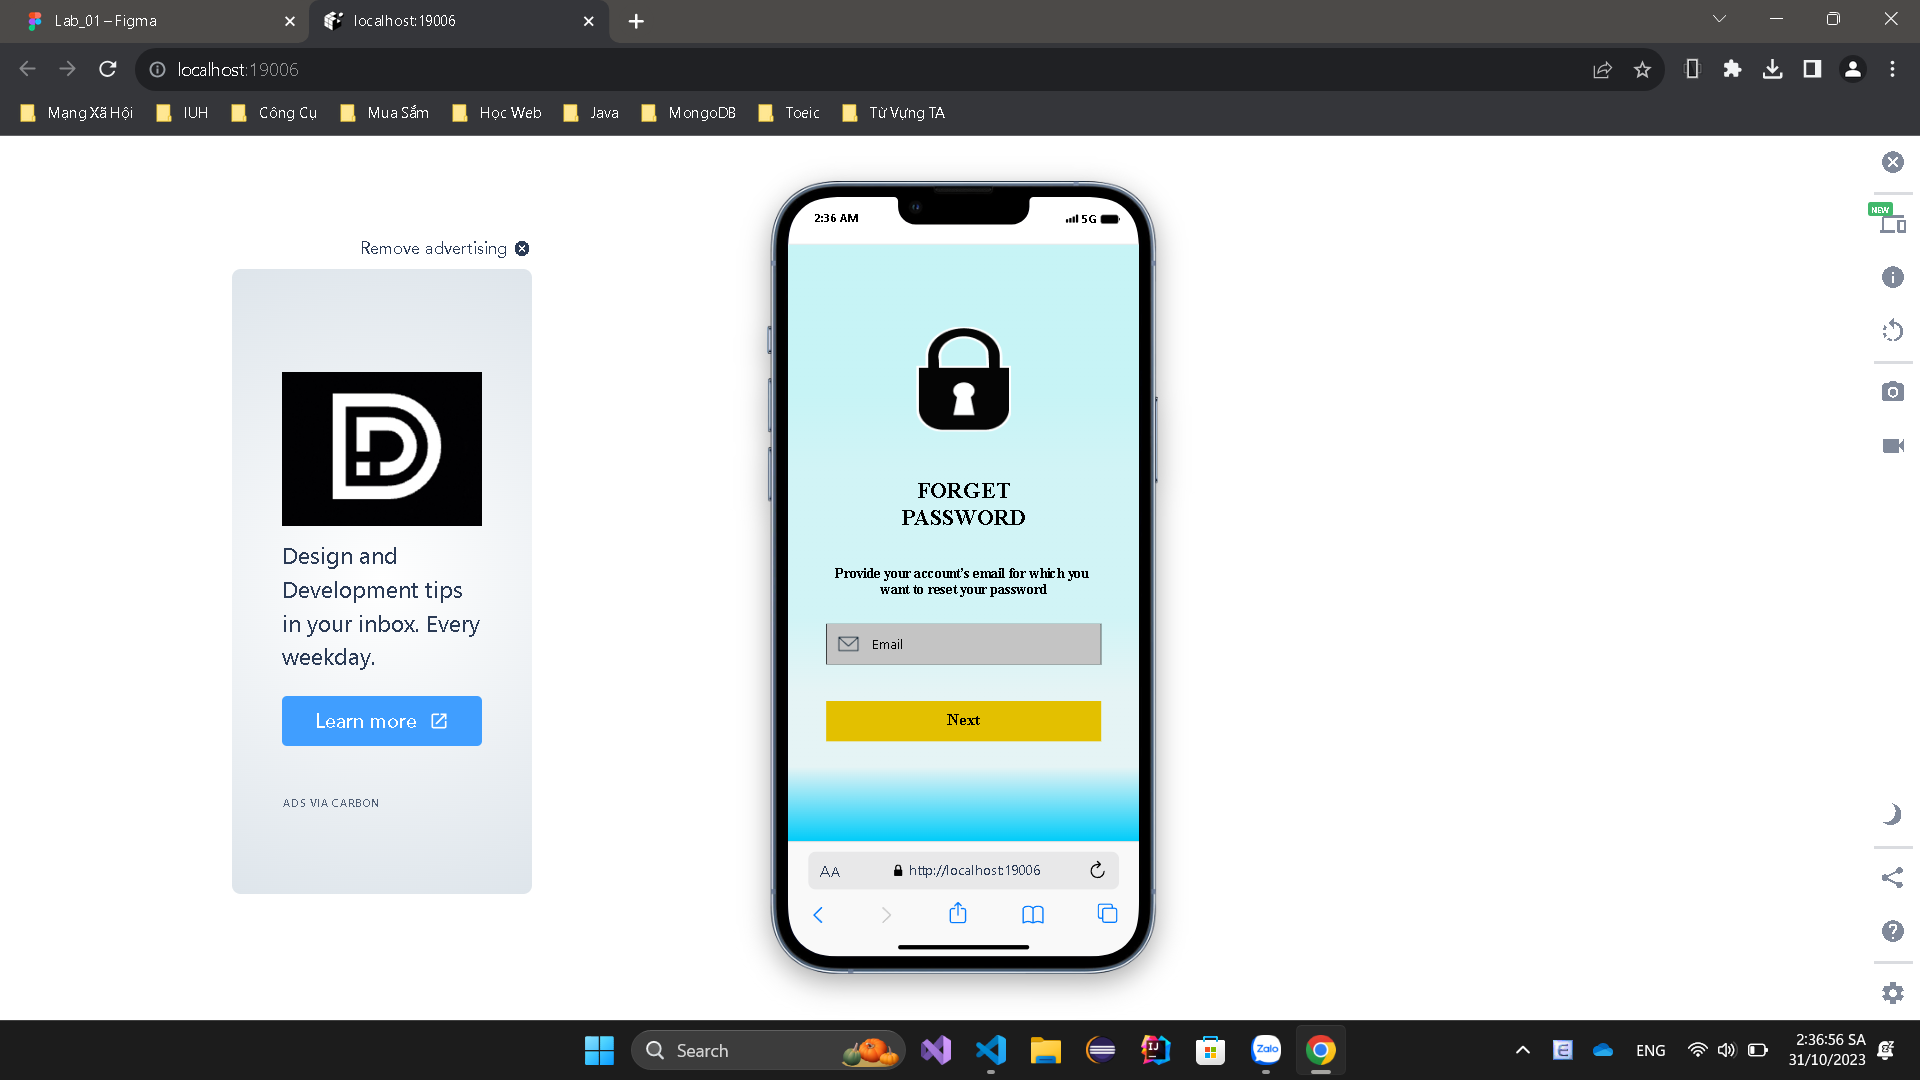 Lab_01 – Figma
localhost:19006
localhost:19006
Mạng Xã Hội
IUH
Công Cụ
Mua Sắm
Học Web
Java
MongoDB
Toeic
Từ Vựng TA
NEW
Remove advertising
Design and
Development tips
in your inbox. Every
weekday.
Learn more
ADS VIA CARBON
2:36 AM
5G
FORGET
PASSWORD
Provide your account's email for which you
want to reset your password
Email
Next
AA
http://localhost:19006
Search
Zalo
IJ
ENG
2:36:56 SA
31/10/2023